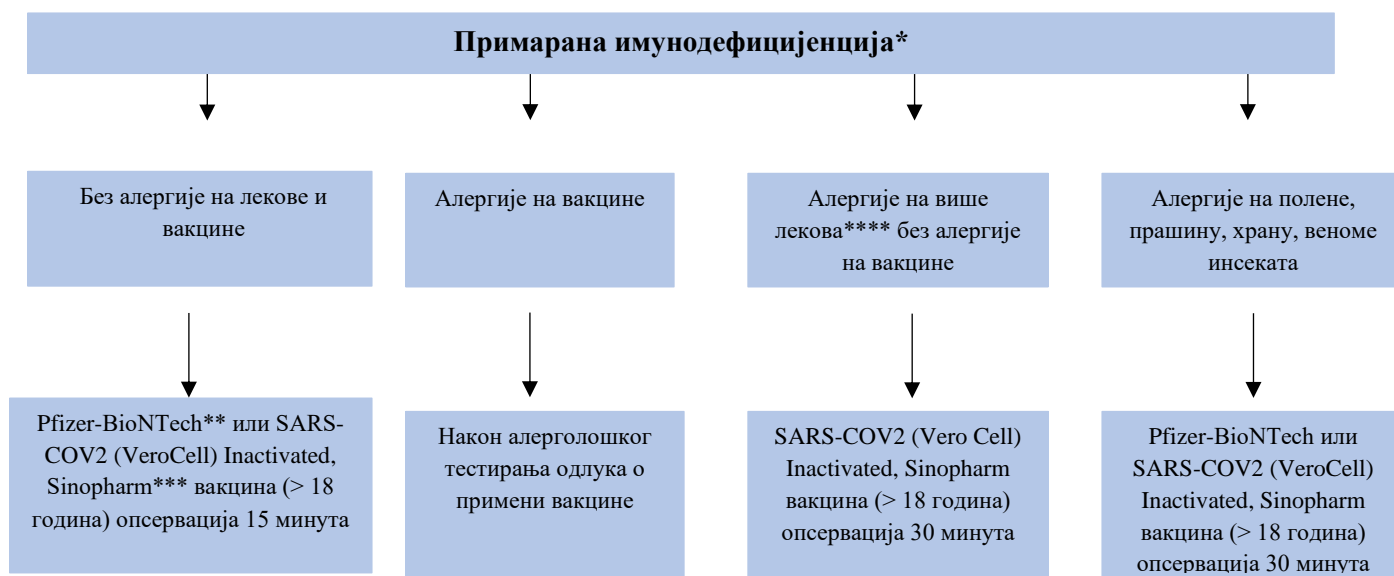 Примарана имунодефицијенција*
Без алергије на лекове и
вакцине
Алергије на вакцине
Алергије на више
лекова**** без алергије
на вакцине
Алергије на полене,
прашину, храну, веноме
инсеката
Pfizer-BioNTech** или SARS-
COV2 (VeroCell) Inactivated,
Sinopharm*** вакцина (> 18
година) опсервација 15 минута
Након алерголошког
тестирања одлука о
примени вакцине
SARS-COV2 (Vero Cell)
Inactivated, Sinopharm
вакцина (> 18 година)
опсервација 30 минута
Pfizer-BioNTech или
SARS-COV2 (VeroCell)
Inactivated, Sinopharm
вакцина (> 18 година)
опсервација 30 минута